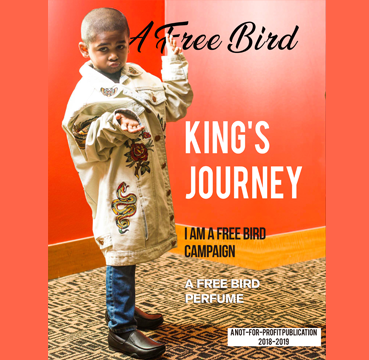 A Free Bird
KING'S
JOURNEY
I AM A FREE BIRD
CAMPAIGN
A FREE BIRD
PERFUME
A NOT-FOR-PROFIT PUBLICATION
2018-2019